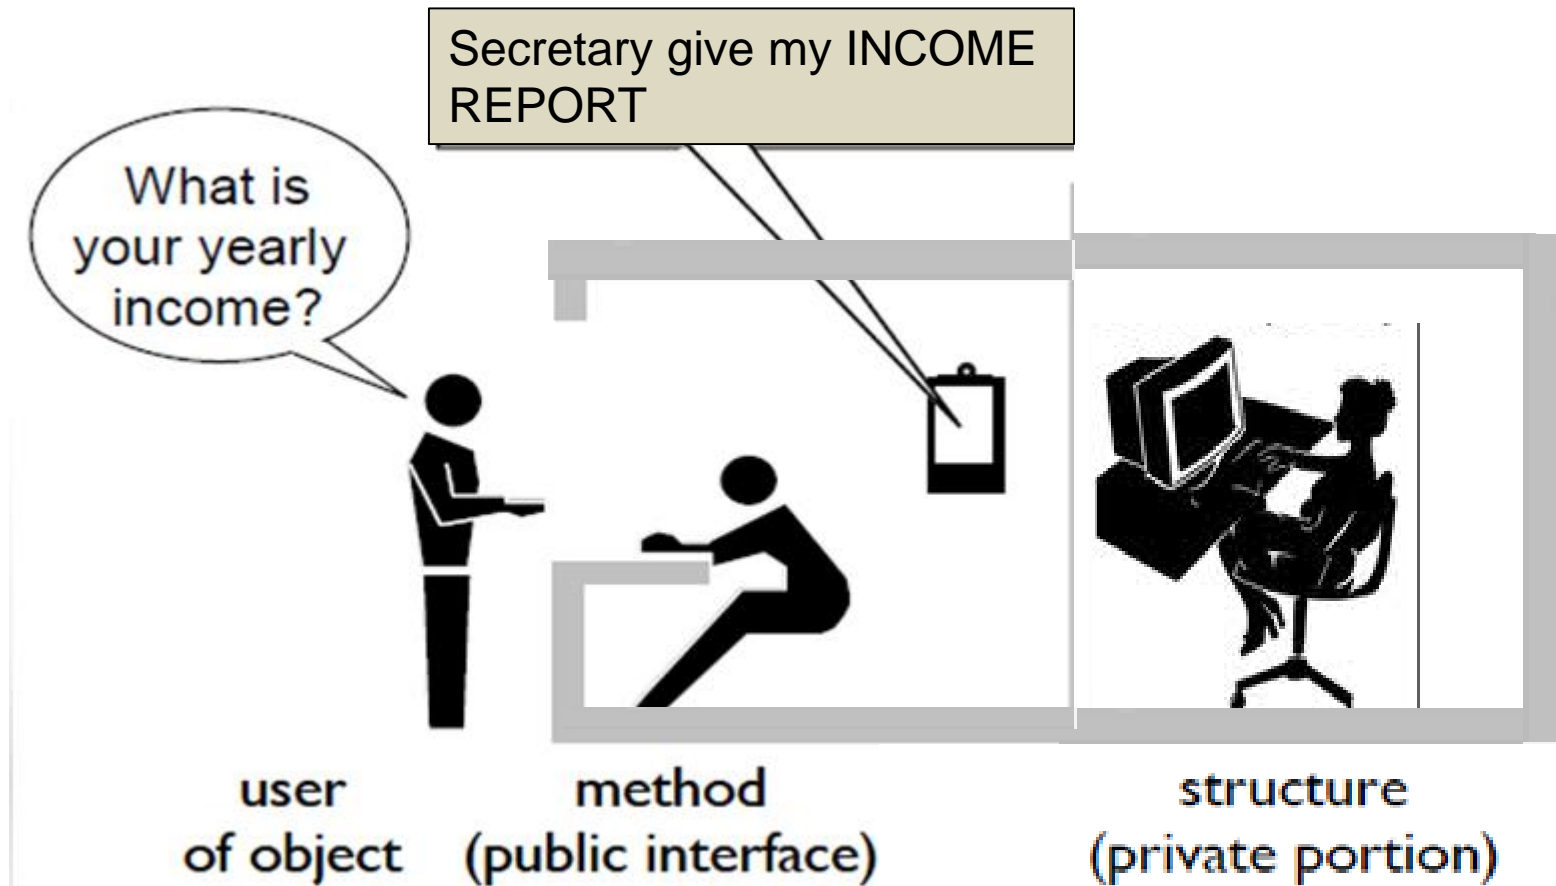 Secretary give my INCOME
REPORT
What is
your yearly
income?
user
of object
method
(public interface)
structure
(private portion)